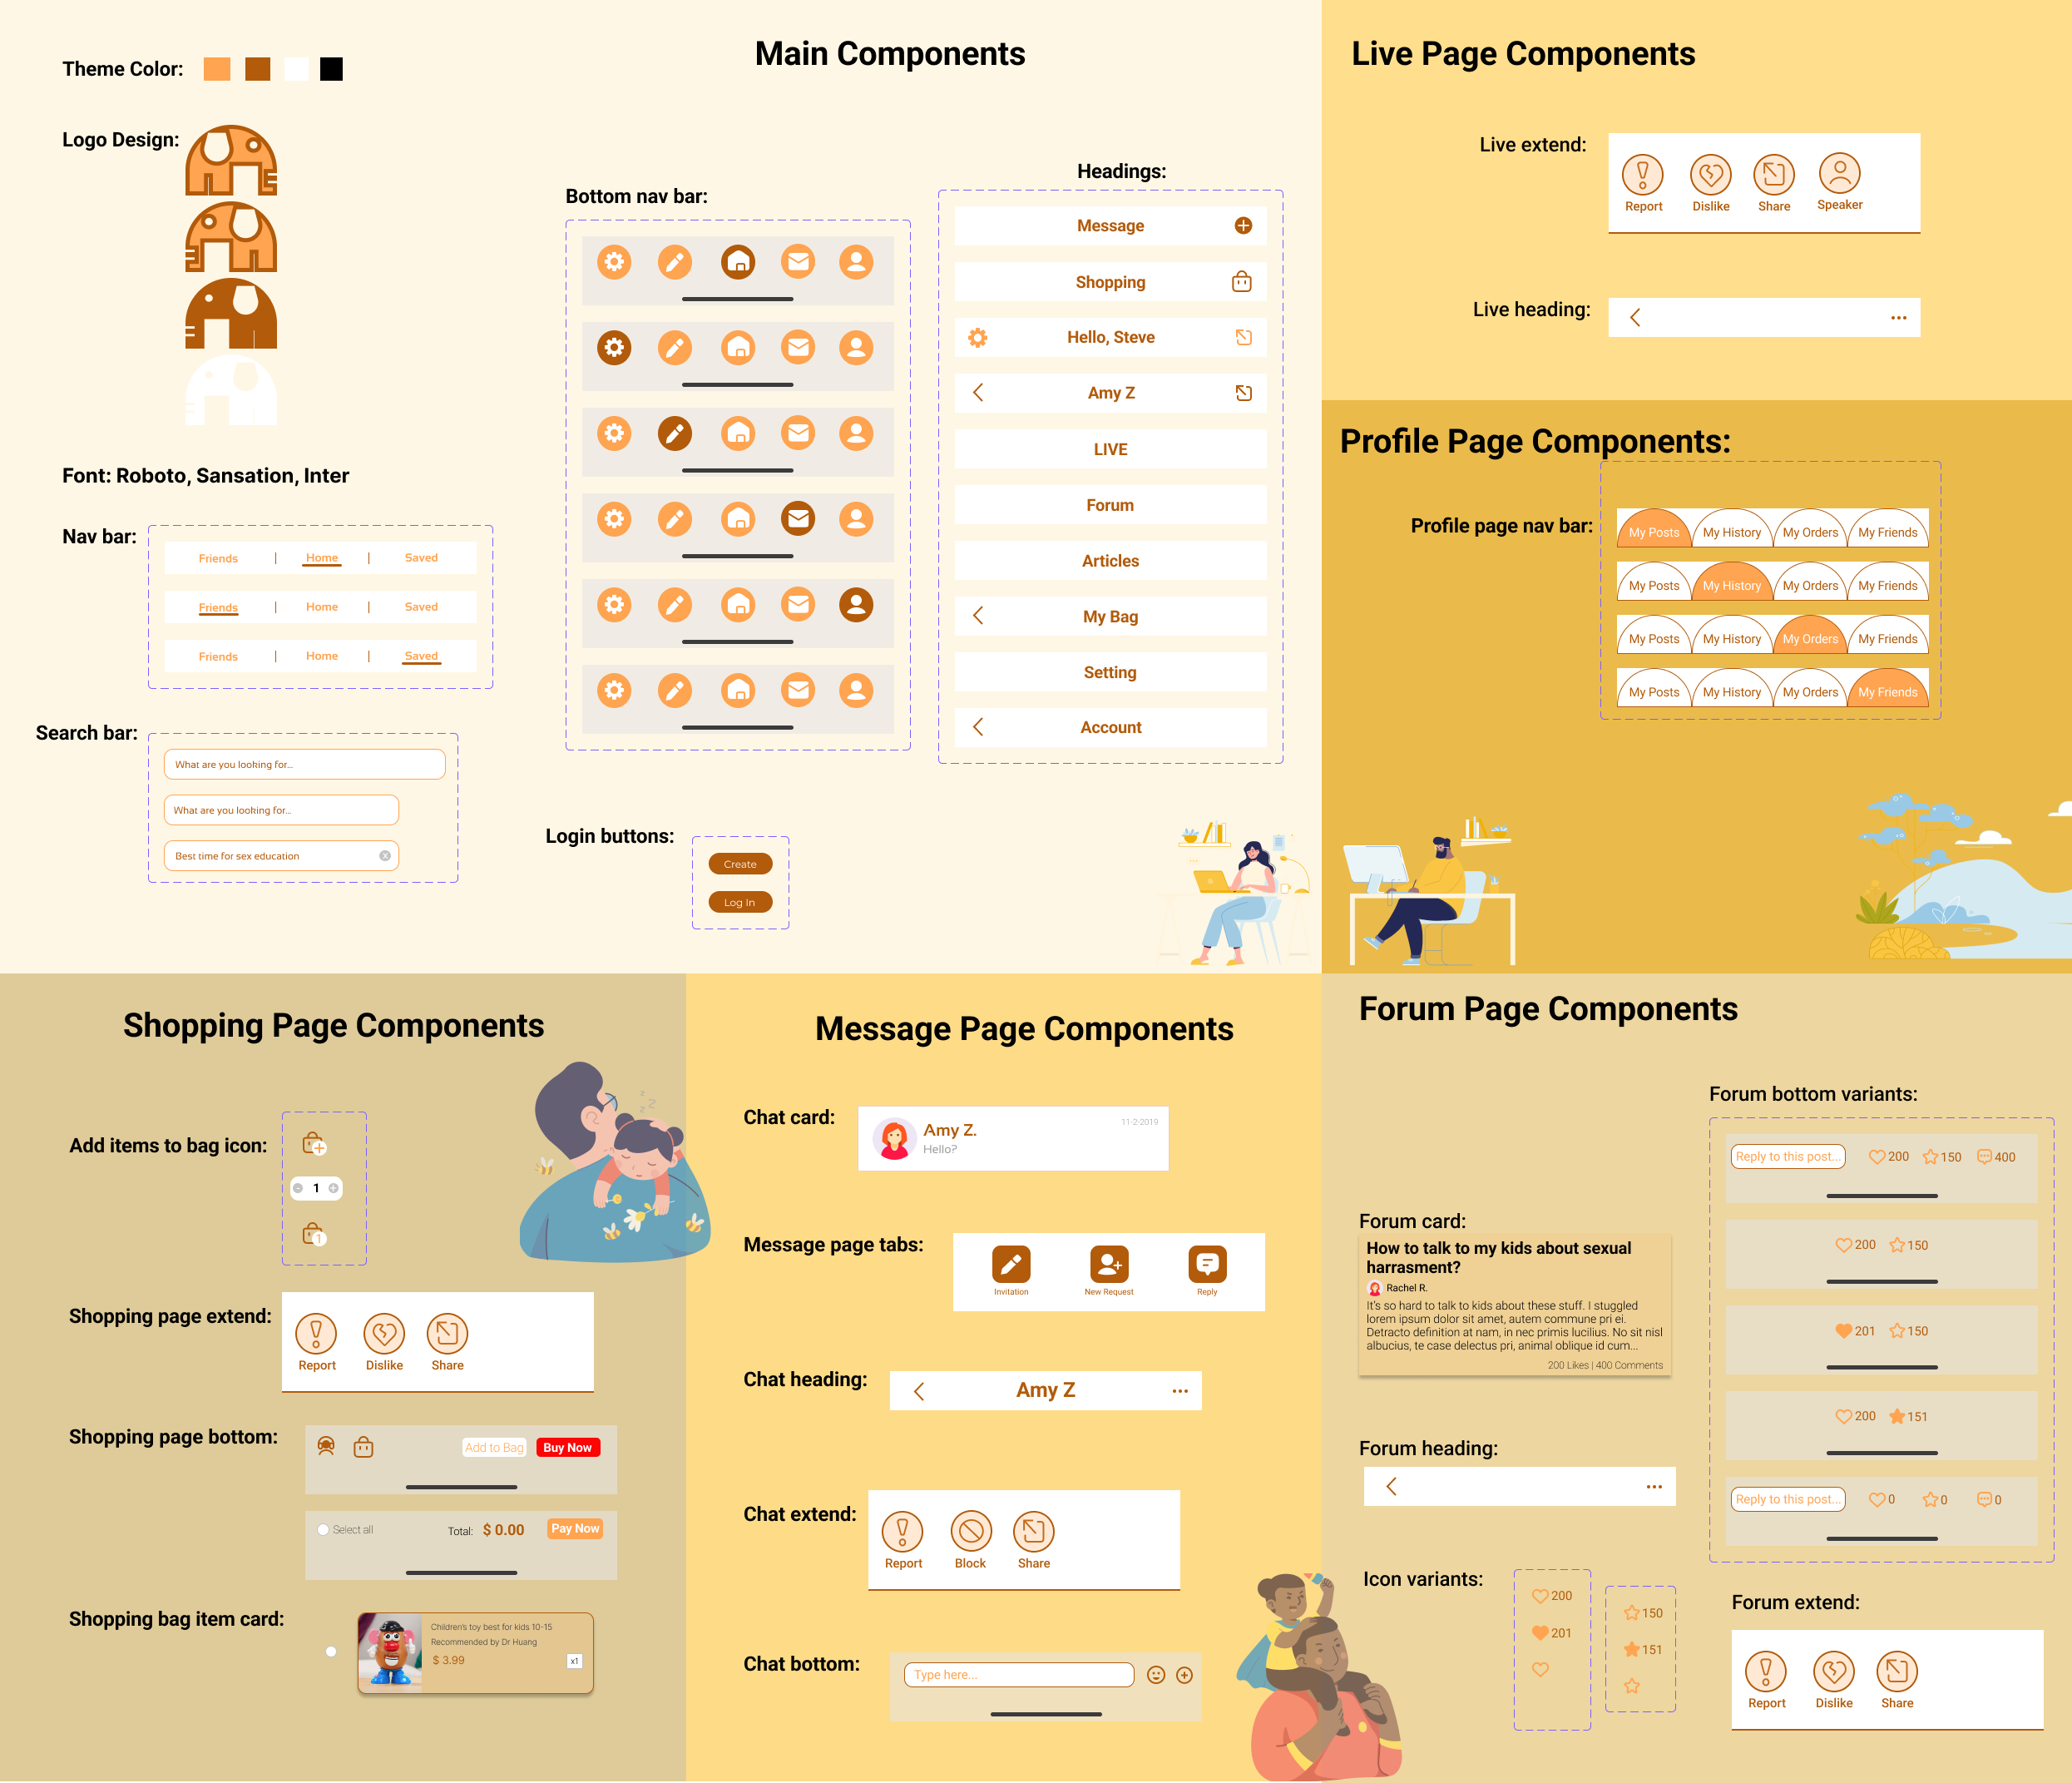 Main Components
Theme Color:
Logo Design:
Font: Roboto, Sansation, Inter
Nav bar:
Friends | Home | Saved
Friends | Home | Saved
Friends | Home | Saved
Search bar:
What are you looking for...
What are you looking for...
Best time for sex education
X
Bottom nav bar:
Login buttons:
Create
Log In
Headings:
Message
Shopping
Hello, Steve
Amy Z
LIVE
Forum
Articles
My Bag
Setting
Account
Live Page Components
Live extend:
Report Dislike Share Speaker
Live heading:
Profile Page Components:
Profile page nav bar:
My Posts My History My Orders My Friends
My Posts My History My Orders My Friends
My Posts My History My Orders My Friends
My Posts My History My Orders My Friends
Shopping Page Components
z
z
z Z
Add items to bag icon:
1
1
Shopping page extend:
Report Dislike Share
Shopping page bottom:
Add to Bag Buy Now
Select all Total: $ 0.00 Pay Now
Shopping bag item card:
Children's toy best for kids 10-15
Recommended by Dr Huang
$ 3.99
x1
Message Page Components
Chat card:
Amy Z.
11-2-2019
Hello?
Message page tabs:
Invitation New Request Reply
Chat heading:
Amy Z
Chat extend:
Report Block Share
Chat bottom:
Type here...
Forum Page Components
Forum card:
How to talk to my kids about sexual
harrasment?
Rachel R.
It's so hard to talk to kids about these stuff. I stuggled
lorem ipsum dolor sit amet, autem commune pri ei.
Detracto definition at nam, in nec primis lucilius. No sit nisl
albucius, te case delectus pri, animal oblique id cum...
200 Likes | 400 Comments
Forum heading:
Icon variants:
200
201
150
151
Forum bottom variants:
Reply to this post... 200 150 400
200 150
201 150
200 151
Reply to this post... 0 0 0
Forum extend:
Report Dislike Share